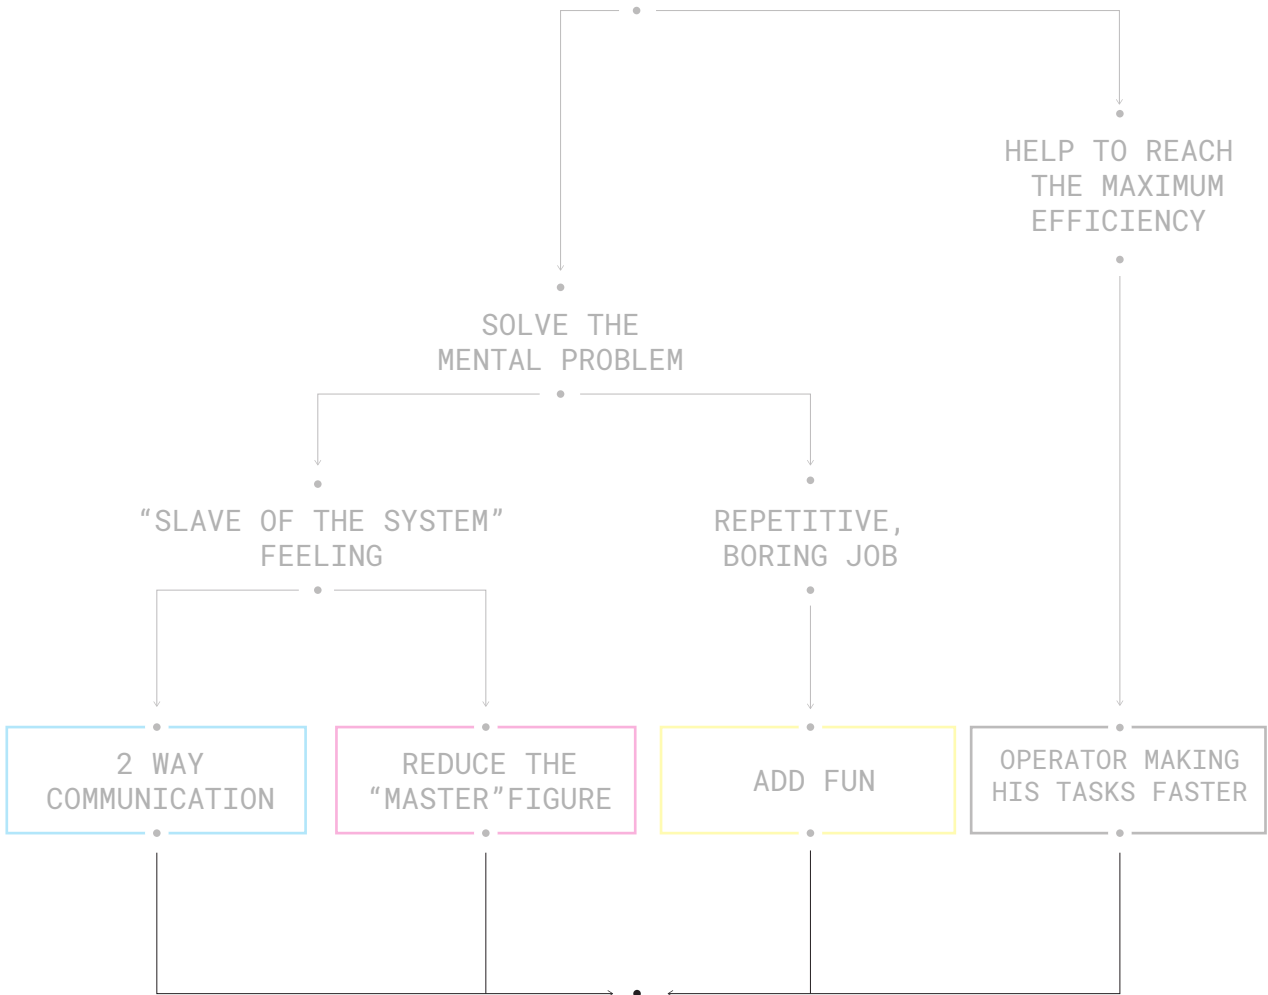 HELP TO REACH
THE MAXIMUM
EFFICIENCY
SOLVE THE
MENTAL PROBLEM
“SLAVE OF THE SYSTEM”
FEELING
REPETITIVE,
BORING JOB
2 WAY
COMMUNICATION
REDUCE THE
“MASTER”FIGURE
ADD FUN
OPERATOR MAKING
HIS TASKS FASTER